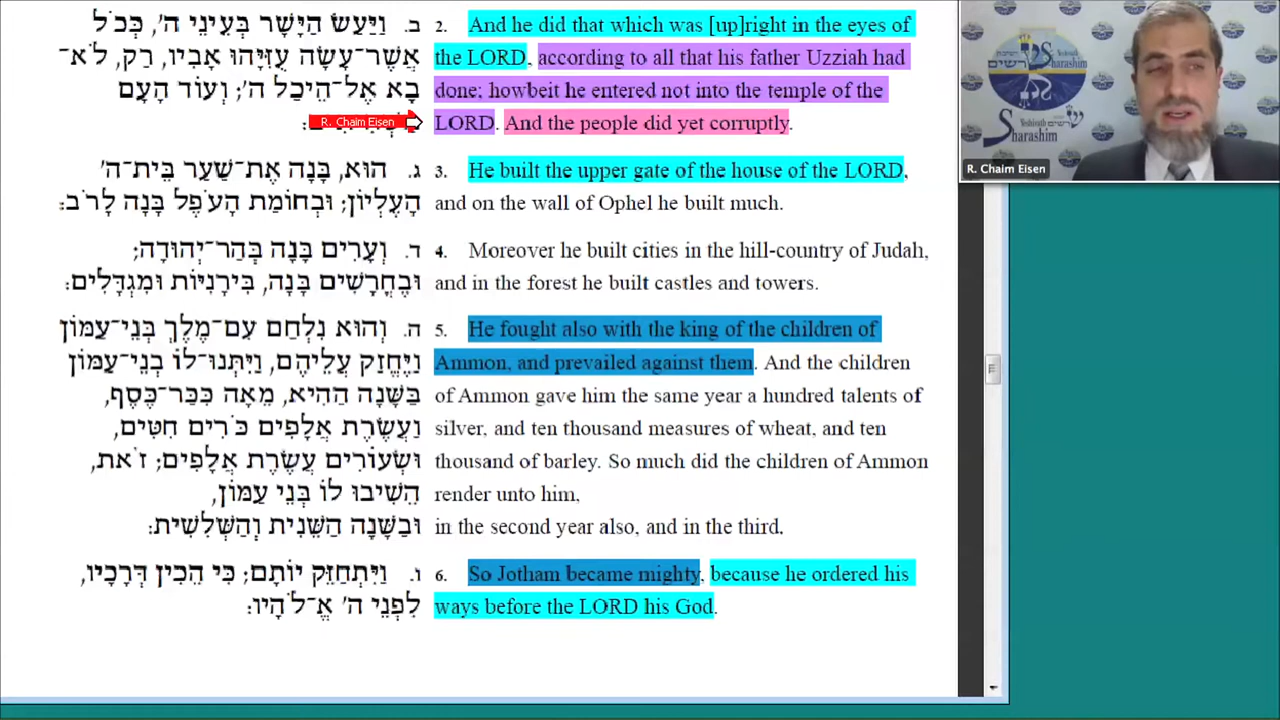 ב. וַיַּעַשׂ הַיָּשָׁר בְּעֵינֵי ה', כְּכֹל
אֲשֶׁר־עָשָׂה עֻזִּיָּהוּ אָבִיו, רַק, לֹא־
בָא אֶל־הֵיכַל ה'; וְעוֹד הָעָם
R. Chaim Eisen
2. And he did that which was [up]right in the eyes of
the LORD, according to all that his father Uzziah had
done; howbeit he entered not into the temple of the
LORD. And the people did yet corruptly.
ג. הוּא, בָּנָה אֶת־שַׁעַר בֵּית־ה'
הָעֶלְיוֹן; וּבְחוֹמַת הָעֹפֶל בָּנָה לָרֹב:
3. He built the upper gate of the house of the LORD,
and on the wall of Ophel he built much.
ד. וְעָרִים בָּנָה בְּהַר־יְהוּדָה;
וּבֶחֳרָשִׁים בָּנָה, בִּירָנִיּוֹת וּמִגְדָּלִים:
4. Moreover he built cities in the hill-country of Judah,
and in the forest he built castles and towers.
ה. וְהוּא נִלְחַם עִם־מֶלֶךְ בְּנֵי־עַמּוֹן
וַיֶּחֱזַק עֲלֵיהֶם, וַיִּתְּנוּ־לוֹ בְנֵי־עַמּוֹן
בַּשָּׁנָה הַהִיא, מֵאָה כִּכַּר־כֶּסֶף,
וַעֲשֶׂרֶת אֲלָפִים כֹּרִים חִטִּים,
וּשְׂעוֹרִים עֲשֶׂרֶת אֲלָפִים; זֹאת,
הֵשִׁיבוּ לוֹ בְּנֵי עַמּוֹן,
וּבַשָּׁנָה הַשֵּׁנִית וְהַשְּׁלִשִׁית:
5. He fought also with the king of the children of
Ammon, and prevailed against them. And the children
of Ammon gave him the same year a hundred talents of
silver, and ten thousand measures of wheat, and ten
thousand of barley. So much did the children of Ammon
render unto him,
in the second year also, and in the third.
ו. וַיִּתְחַזֵּק יוֹתָם; כִּי הֵכִין דְּרָכָיו,
לִפְנֵי ה' אֱ־לֹהָיו:
6. So Jotham became mighty, because he ordered his
ways before the LORD his God.
Sharashim
R. Chaim Eisen